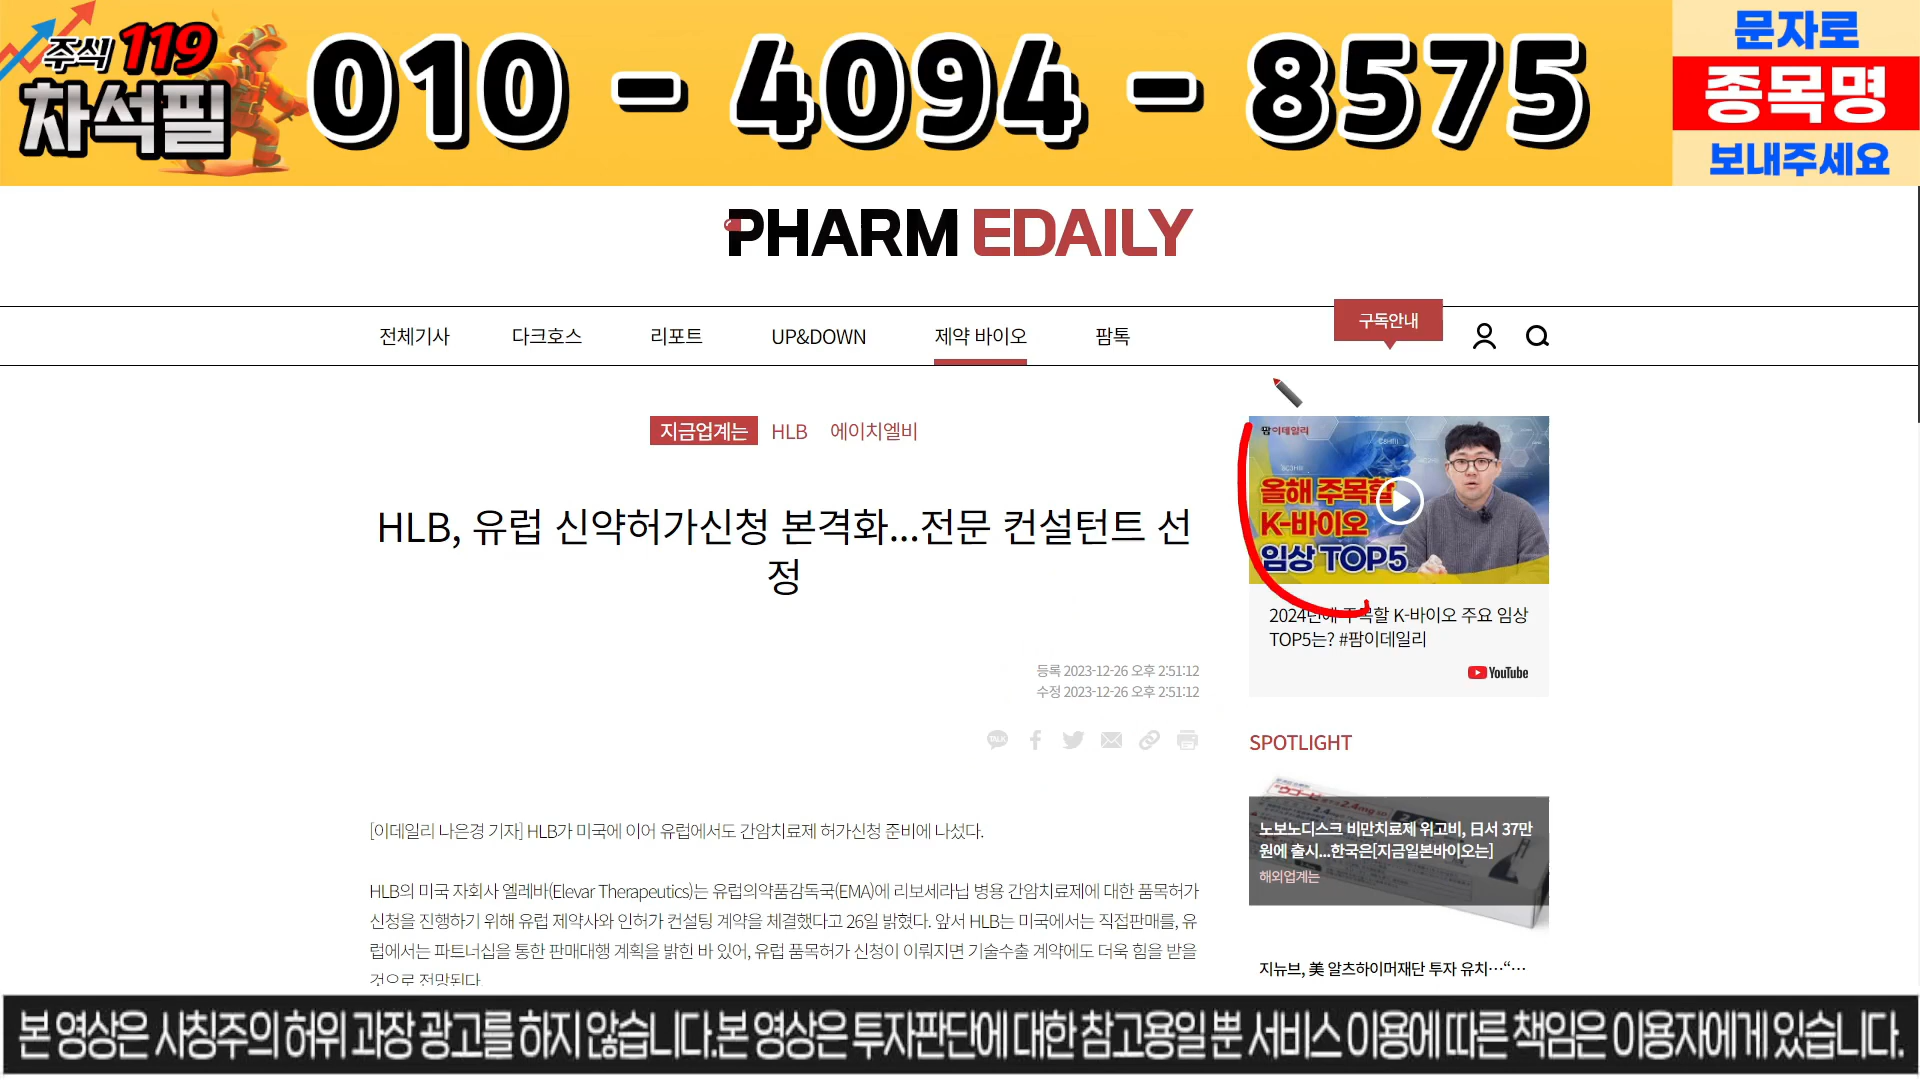 주식 119
차석필
010 - 4094 - 8575
문자로
종목명
보내주세요
PHARM EDAILY
전체기사 다크호스 리포트 UP&DOWN 제약 바이오 팜톡
구독안내
지금업계는 HLB 에이치엘비
HLB, 유럽 신약허가신청 본격화...전문 컨설턴트 선
정
등록 2023-12-26 오후 2:51:12
수정 2023-12-26 오후 2:51:12
TALK
[이데일리 나은경 기자] HLB가 미국에 이어 유럽에서도 간암치료제 허가신청 준비에 나섰다.
HLB의 미국 자회사 엘레바(Elevar Therapeutics)는 유럽의약품감독국(EMA)에 리보세라닙 병용 간암치료제에 대한 품목허가
신청을 진행하기 위해 유럽 제약사와 인허가 컨설팅 계약을 체결했다고 26일 밝혔다. 앞서 HLB는 미국에서는 직접판매를, 유
럽에서는 파트너십을 통한 판매대행 계획을 밝힌 바 있어, 유럽 품목허가 신청이 이뤄지면 기술수출 계약에도 더욱 힘을 받을
것으로 전망된다.
팜이데일리
올해 주목할
K-바이오
임상 TOP5
2024년에 주목할 K-바이오 주요 임상
TOP5는? #팜이데일리
YouTube
SPOTLIGHT
노보노디스크 비만치료제 위고비, 日서 37만
원에 출시...한국은[지금일본바이오는]
해외업계는
지뉴브, 美 알츠하이머재단 투자 유치…“…
본 영상은 사칭주의 허위 과장 광고를 하지 않습니다.본 영상은 투자판단에 대한 참고용일 뿐 서비스 이용에 따른 책임은 이용자에게 있습니다.